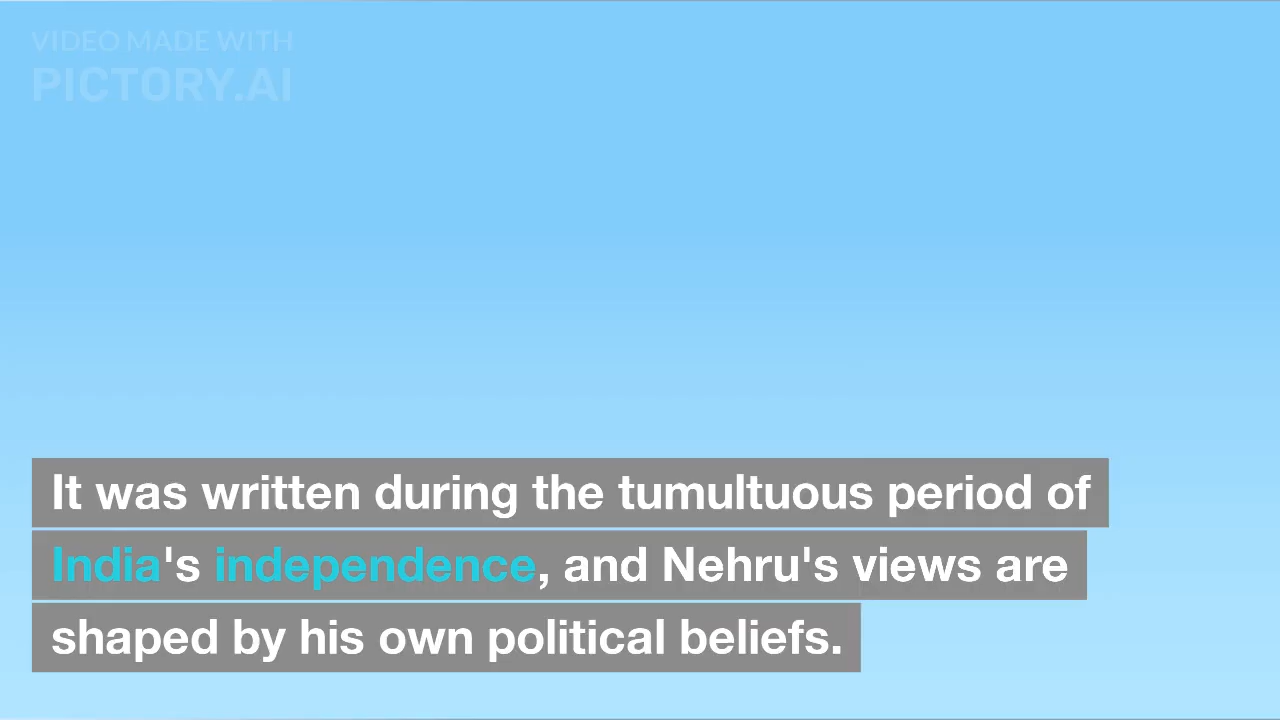 VIDEO MADE WITH
PICTORY.AI
It was written during the tumultuous period of
India's independence, and Nehru's views are
shaped by his own political beliefs.